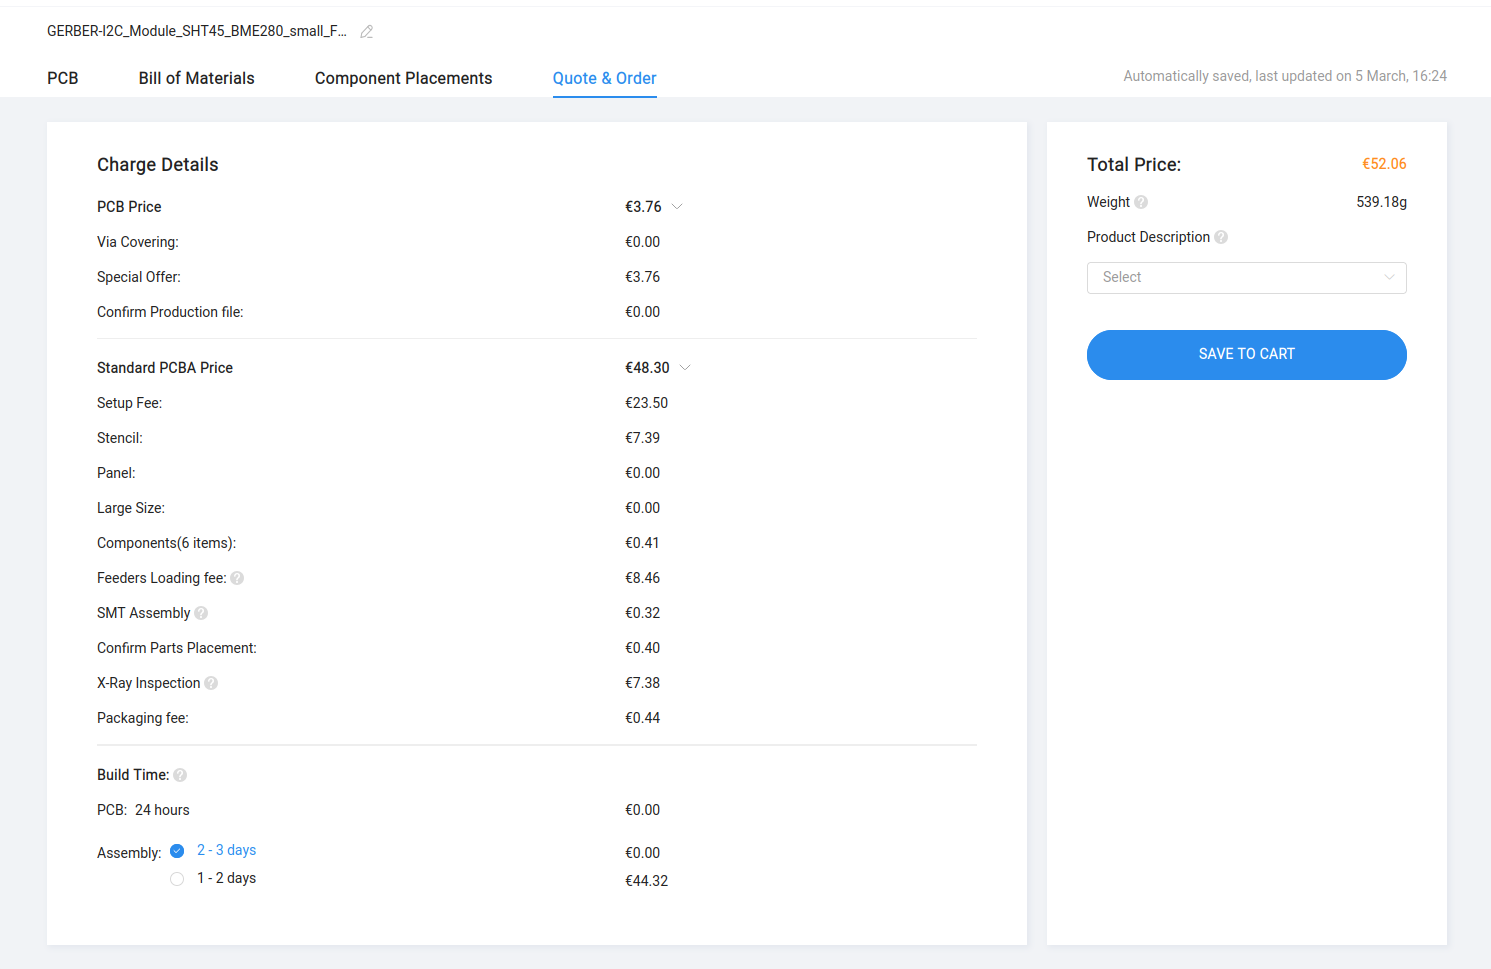 GERBER-I2C_Module_SHT45_BME280_small_F...
PCB Bill of Materials Component Placements Quote & Order Automatically saved, last updated on 5 March, 16:24
Charge Details
PCB Price €3.76
Via Covering: €0.00
Special Offer: €3.76
Confirm Production file: €0.00
Standard PCBA Price €48.30
Setup Fee: €23.50
Stencil: €7.39
Panel: €0.00
Large Size: €0.00
Components(6 items): €0.41
Feeders Loading fee: ? €8.46
SMT Assembly ? €0.32
Confirm Parts Placement: €0.40
X-Ray Inspection ? €7.38
Packaging fee: €0.44
Build Time: ?
PCB: 24 hours €0.00
Assembly: 2 - 3 days €0.00
1 - 2 days €44.32
Total Price: €52.06
Weight ? 539.18g
Product Description ?
Select
SAVE TO CART